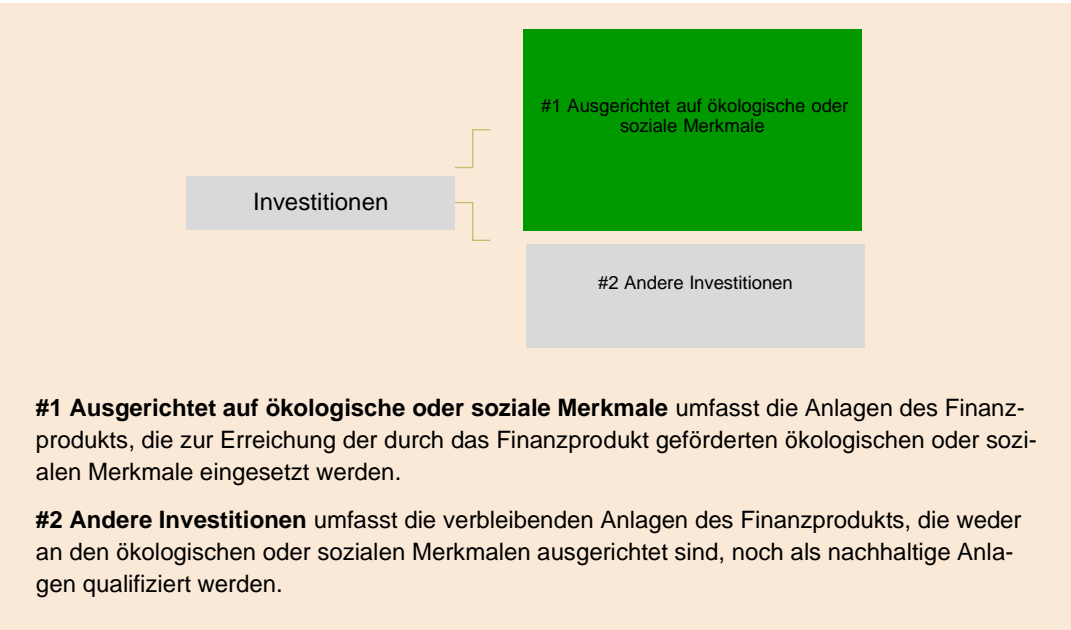 #1 Ausgerichtet auf ökologische oder
soziale Merkmale
Investitionen
#2 Andere Investitionen
#1 Ausgerichtet auf ökologische oder soziale Merkmale umfasst die Anlagen des Finanz-
produkts, die zur Erreichung der durch das Finanzprodukt geförderten ökologischen oder sozi-
alen Merkmale eingesetzt werden.
#2 Andere Investitionen umfasst die verbleibenden Anlagen des Finanzprodukts, die weder
an den ökologischen oder sozialen Merkmalen ausgerichtet sind, noch als nachhaltige Anla-
gen qualifiziert werden.